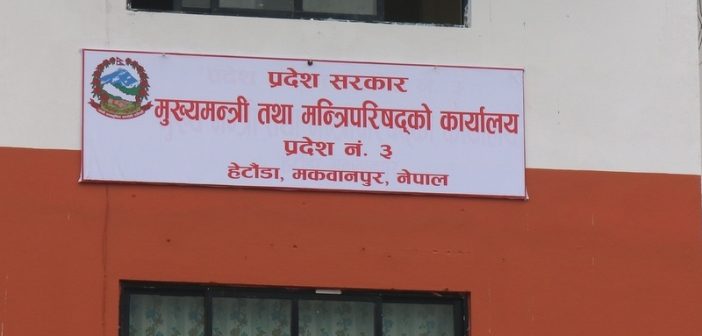 प्रदेश सरकार
मुख्यमन्त्री तथा मन्त्रिपरिषद्को कार्यालय
प्रदेश नं. ३
हेटौंडा, मकवानपुर, नेपाल